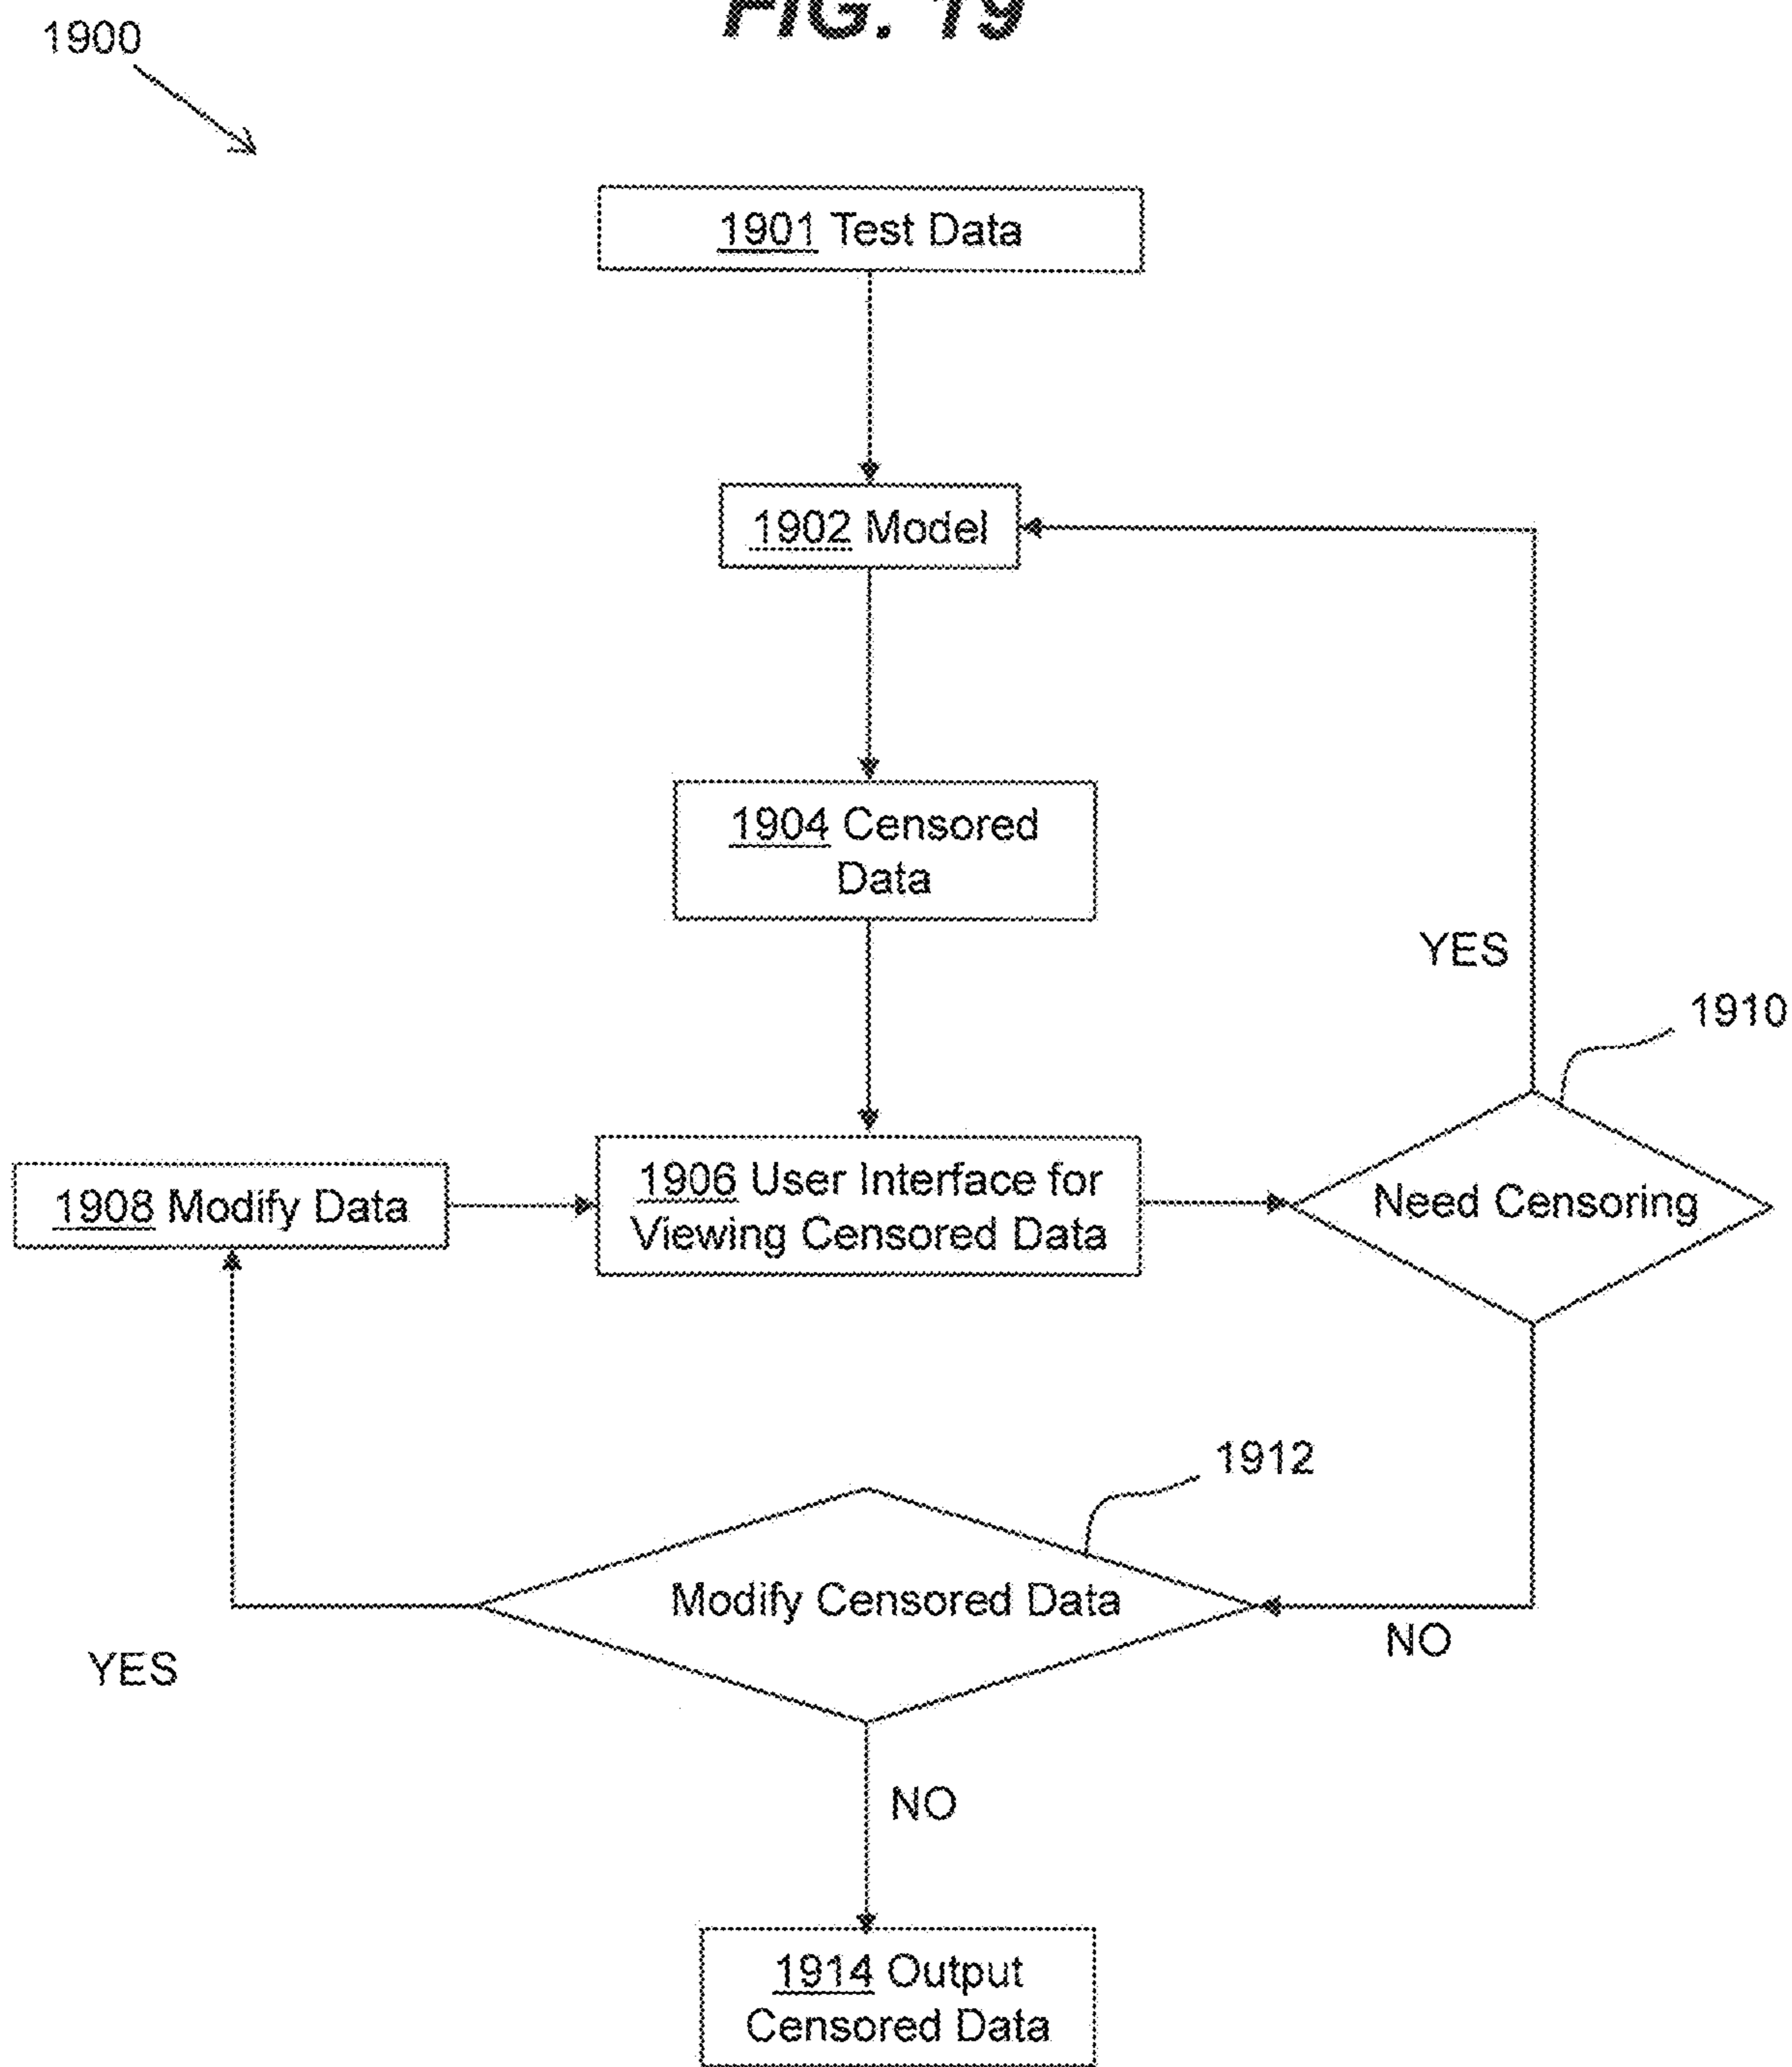 FIG. 19
1900
1901 Test Data
1902 Model
1904 Censored
Data
YES
1910
1908 Modify Data
1906 User Interface for
Viewing Censored Data
Need Censoring
1912
Modify Censored Data
NO
YES
NO
1914 Output
Censored Data